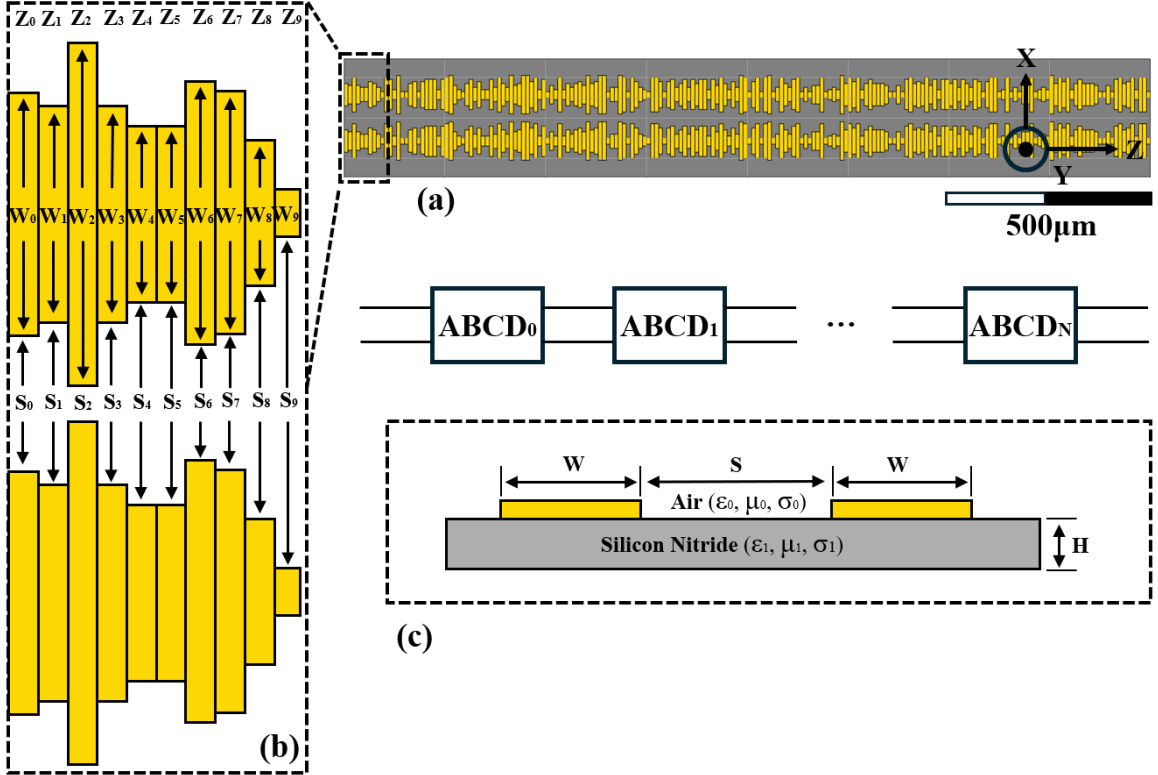 Z₀ Z₁ Z₂ Z₃ Z₄ Z₅ Z₆ Z₇ Z₈ Z₉
W₀ W₁ W₂ W₃ W₄ W₅ W₆ W₇ W₈ W₉
S₀ S₁ S₂ S₃ S₄ S₅ S₆ S₇ S₈ S₉
(b)
X
Z
Y
(a)
500μm
ABCD₀ ABCD₁ ... ABCD_N
W S W
Air (ε₀, μ₀, σ₀)
Silicon Nritide (ε₁, μ₁, σ₁)
H
(c)